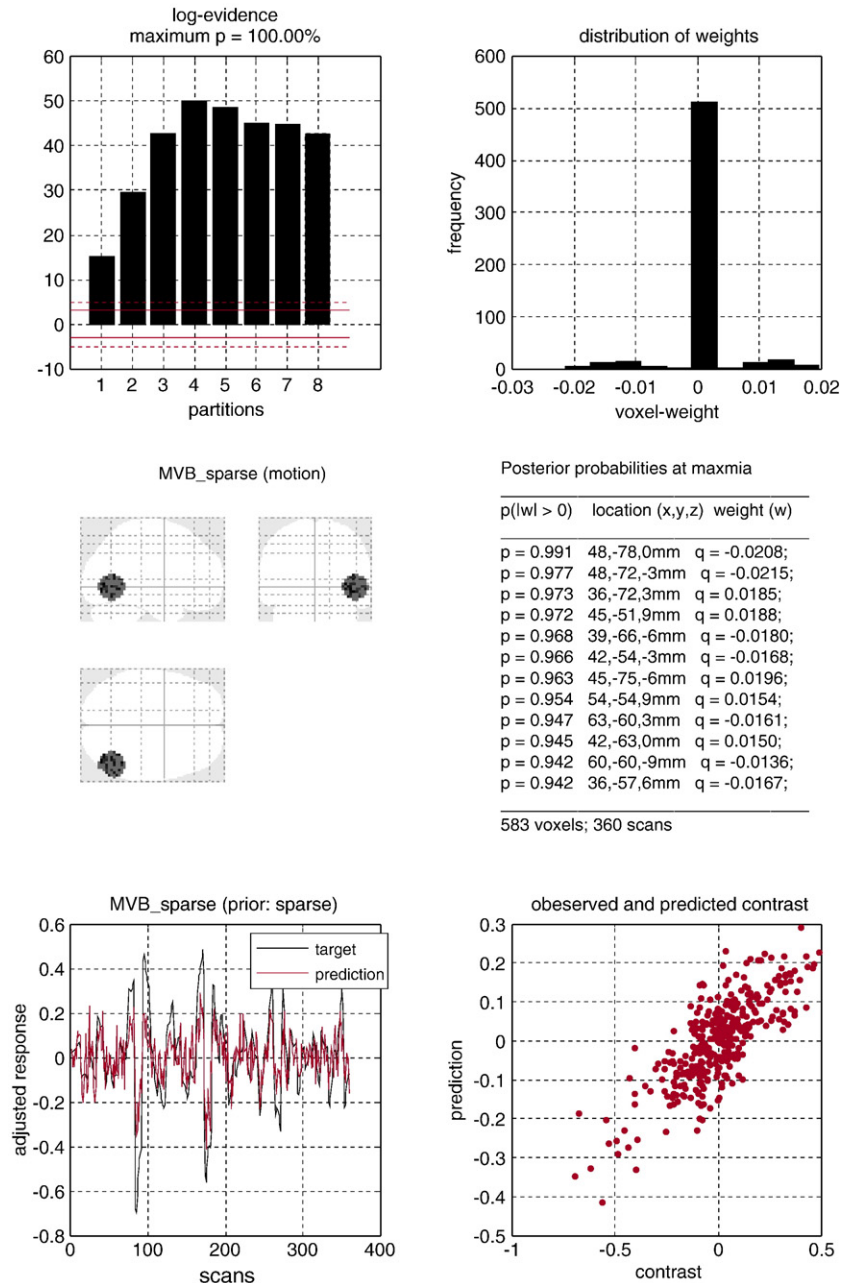 log-evidence
maximum p = 100.00%
60
50
40
30
20
10
0
-10
1 2 3 4 5 6 7 8
partitions
distribution of weights
600
500
400
300
200
100
0
frequency
-0.03 -0.02 -0.01 0 0.01 0.02
voxel-weight
MVB_sparse (motion)
Posterior probabilities at maxmia
p(|w| > 0) location (x,y,z) weight (w)
p = 0.991 48,-78,0mm q = -0.0208;
p = 0.977 48,-72,-3mm q = -0.0215;
p = 0.973 36,-72,3mm q = 0.0185;
p = 0.972 45,-51,9mm q = 0.0188;
p = 0.968 39,-66,-6mm q = -0.0180;
p = 0.966 42,-54,-3mm q = -0.0168;
p = 0.963 45,-75,-6mm q = 0.0196;
p = 0.954 54,-54,9mm q = 0.0154;
p = 0.947 63,-60,3mm q = -0.0161;
p = 0.945 42,-63,0mm q = 0.0150;
p = 0.942 60,-60,-9mm q = -0.0136;
p = 0.942 36,-57,6mm q = -0.0167;
583 voxels; 360 scans
MVB_sparse (prior: sparse)
0.6
0.4
0.2
0
-0.2
-0.4
-0.6
-0.8
adjusted response
target
prediction
0 100 200 300 400
scans
obeserved and predicted contrast
0.3
0.2
0.1
0
-0.1
-0.2
-0.3
-0.4
-0.5
prediction
-1 -0.5 0 0.5
contrast